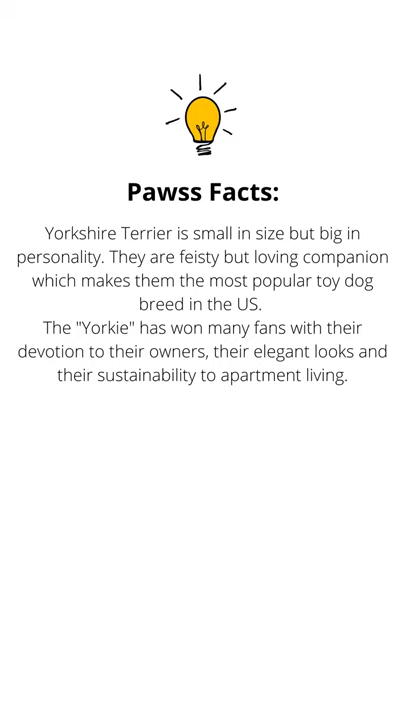 Pawss Facts:
Yorkshire Terrier is small in size but big in
personality. They are feisty but loving companion
which makes them the most popular toy dog
breed in the US.
The "Yorkie" has won many fans with their
devotion to their owners, their elegant looks and
their sustainability to apartment living.